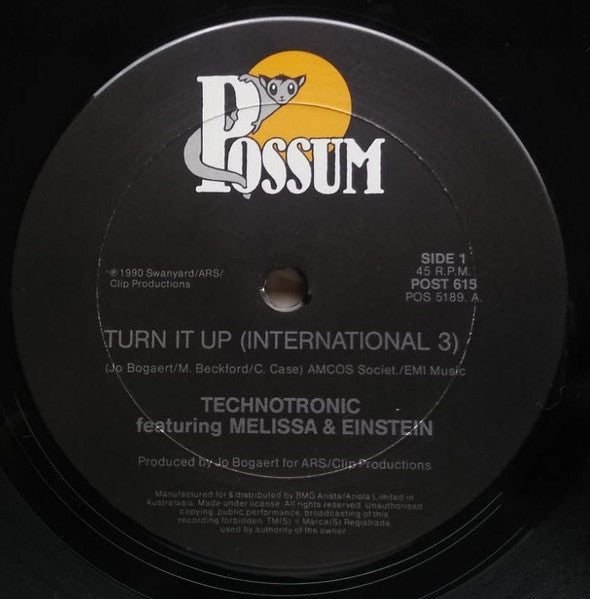 POSSUM
SIDE 1
45 R.P.M.
POST 615
POS 5189. A.
℗ 1990 Swanyard/ARS/
Clip Productions
TURN IT UP (INTERNATIONAL 3)
(Jo Bogaert/M. Beckford/C. Case) AMCOS Societ./EMI Music
TECHNOTRONIC
featuring MELISSA & EINSTEIN
Produced by Jo Bogaert for ARS/Clip Productions
Manufactured for & distributed by BMG Arista/Ariola Limited in
Australasia. Made under license. All rights reserved. Unauthorised
copying, public performance, broadcasting of this
recording forbidden. TM(S) ® Marca(S) Registrada
used by authority of the owner